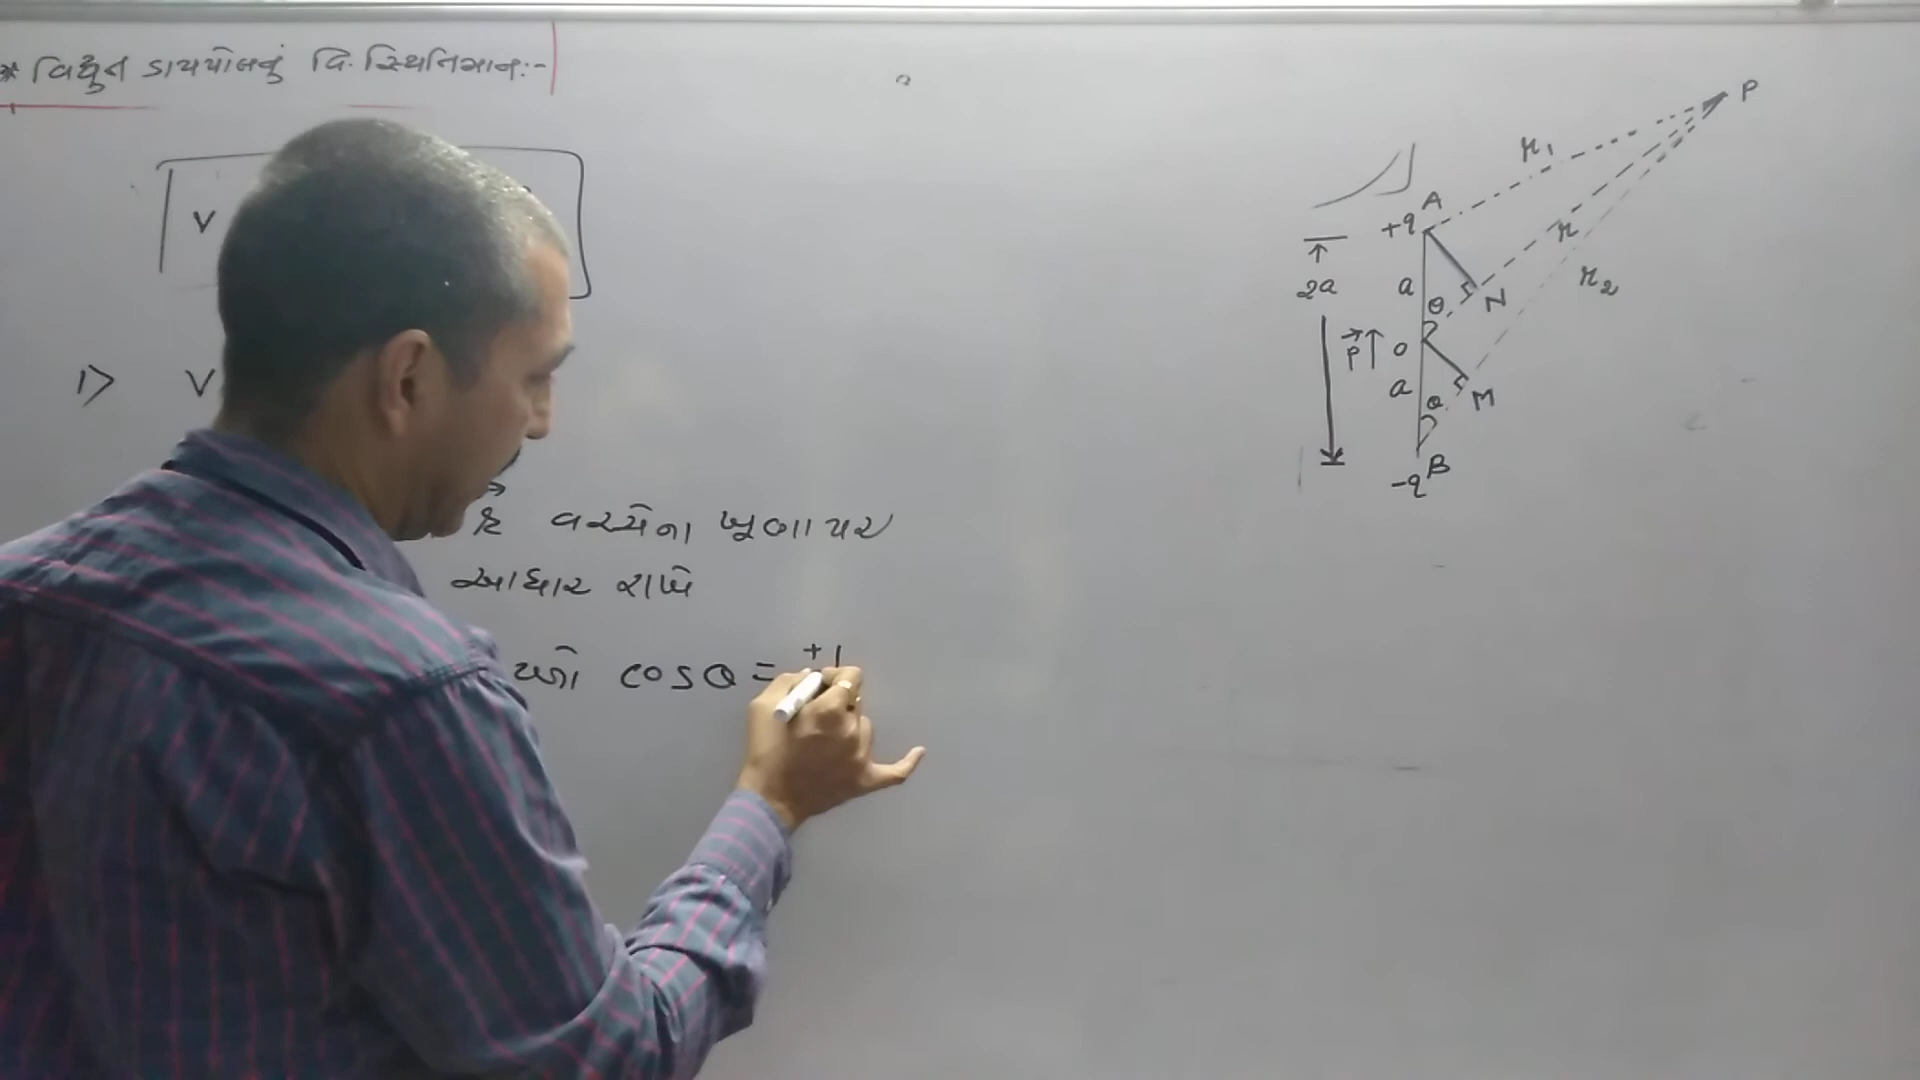 * વિદ્યુત ડાયપોલનું વિ. સ્થિતિમાન:-
V
1> V
r⃗ વચ્ચેના ખૂણા પર
આધાર રાખે
cosθ = +1
P
r₁
A
+q
r
2a
a
θ
N
r₂
p⃗
O
a
θ
M
B
-q